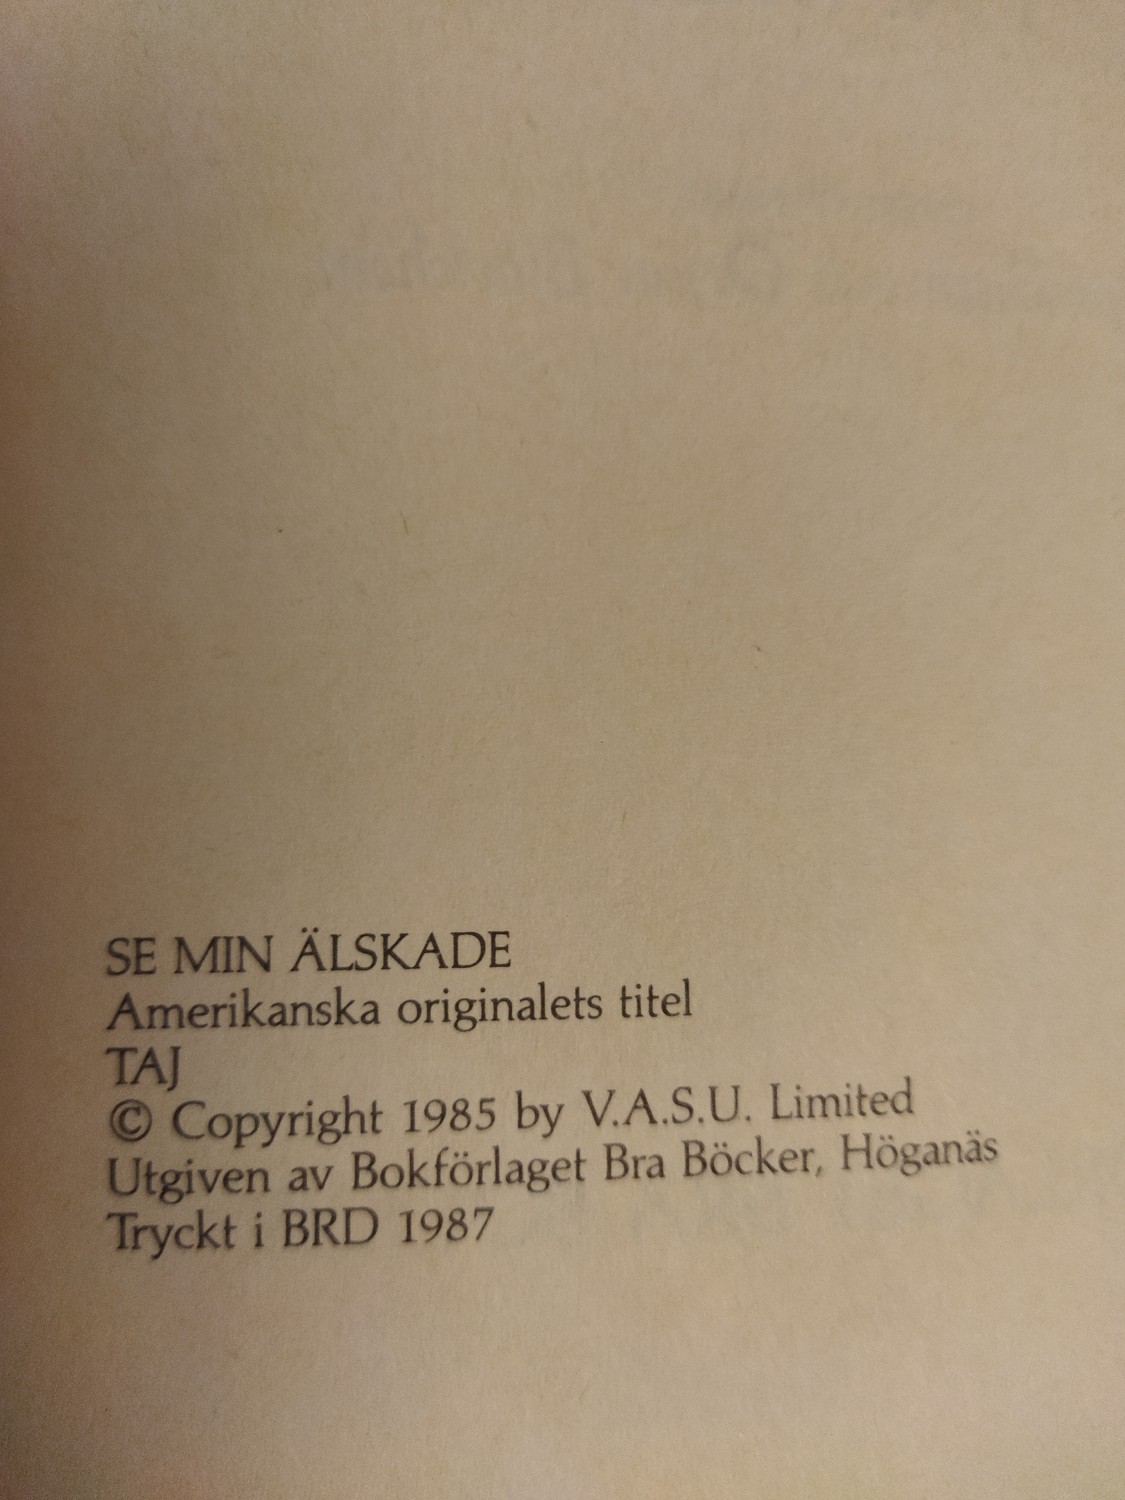 SE MIN ÄLSKADE
Amerikanska originalets titel
TAJ
© Copyright 1985 by V.A.S.U. Limited
Utgiven av Bokförlaget Bra Böcker, Höganäs
Tryckt i BRD 1987